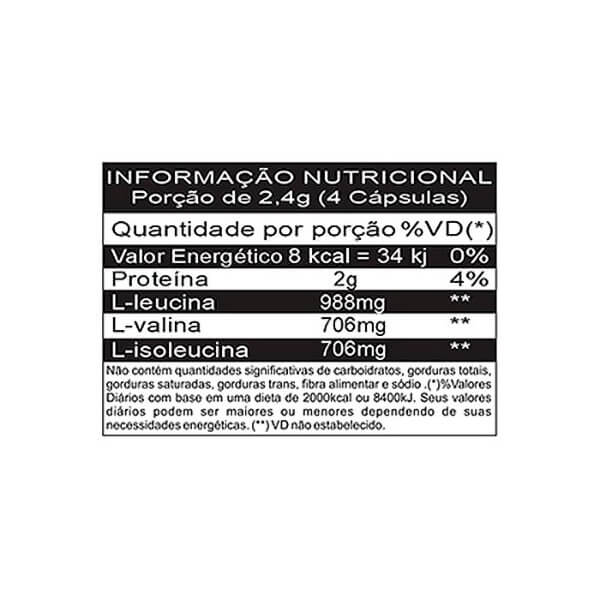 INFORMAÇÃO NUTRICIONAL
Porção de 2,4g (4 Cápsulas)
Quantidade por porção %VD(*)
Valor Energético 8 kcal = 34 kj 0%
Proteína 2g 4%
L-leucina 988mg **
L-valina 706mg **
L-isoleucina 706mg **
Não contêm quantidades significativas de carboidratos, gorduras totais,
gorduras saturadas, gorduras trans, fibra alimentar e sódio .(*)%Valores
Diários com base em uma dieta de 2000kcal ou 8400kJ. Seus valores
diários podem ser maiores ou menores dependendo de suas
necessidades energéticas. (**) VD não estabelecido.